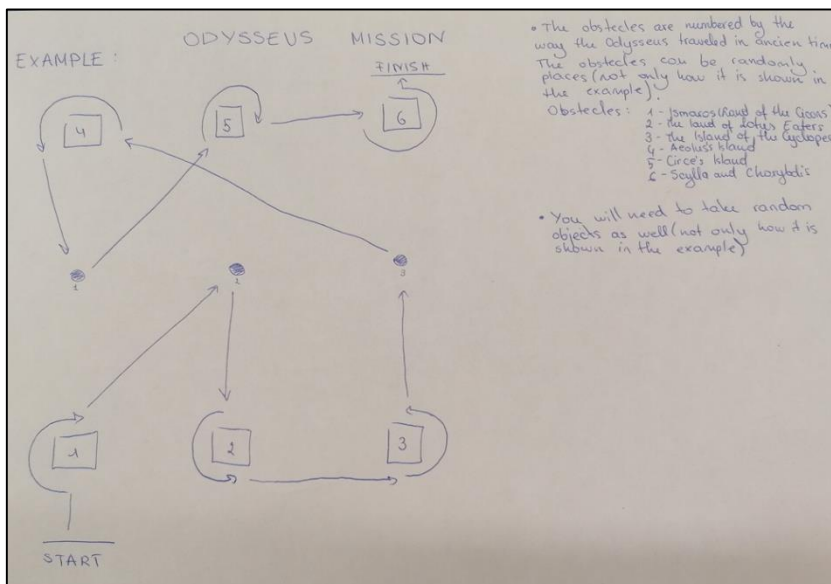 ODYSSEUS MISSION
EXAMPLE :
FINISH
4
5
6
1
1
3
1
2
3
START
• The obstecles are numbered by the
way the Odysseus traveled in ancien time
The obstecles can be randomly
places (not only how it is shown in
the example).
Obstecles: 1 - Ismaros (Land of the Cicons)
2 - The land of Lotus Eaters
3 - The Island of the Cyclopes
4 - Aeolus's Island
5 - Circe's Island
6 - Scylla and Charybdis
• You will need to take random
objects as well (not only how it is
shown in the example)